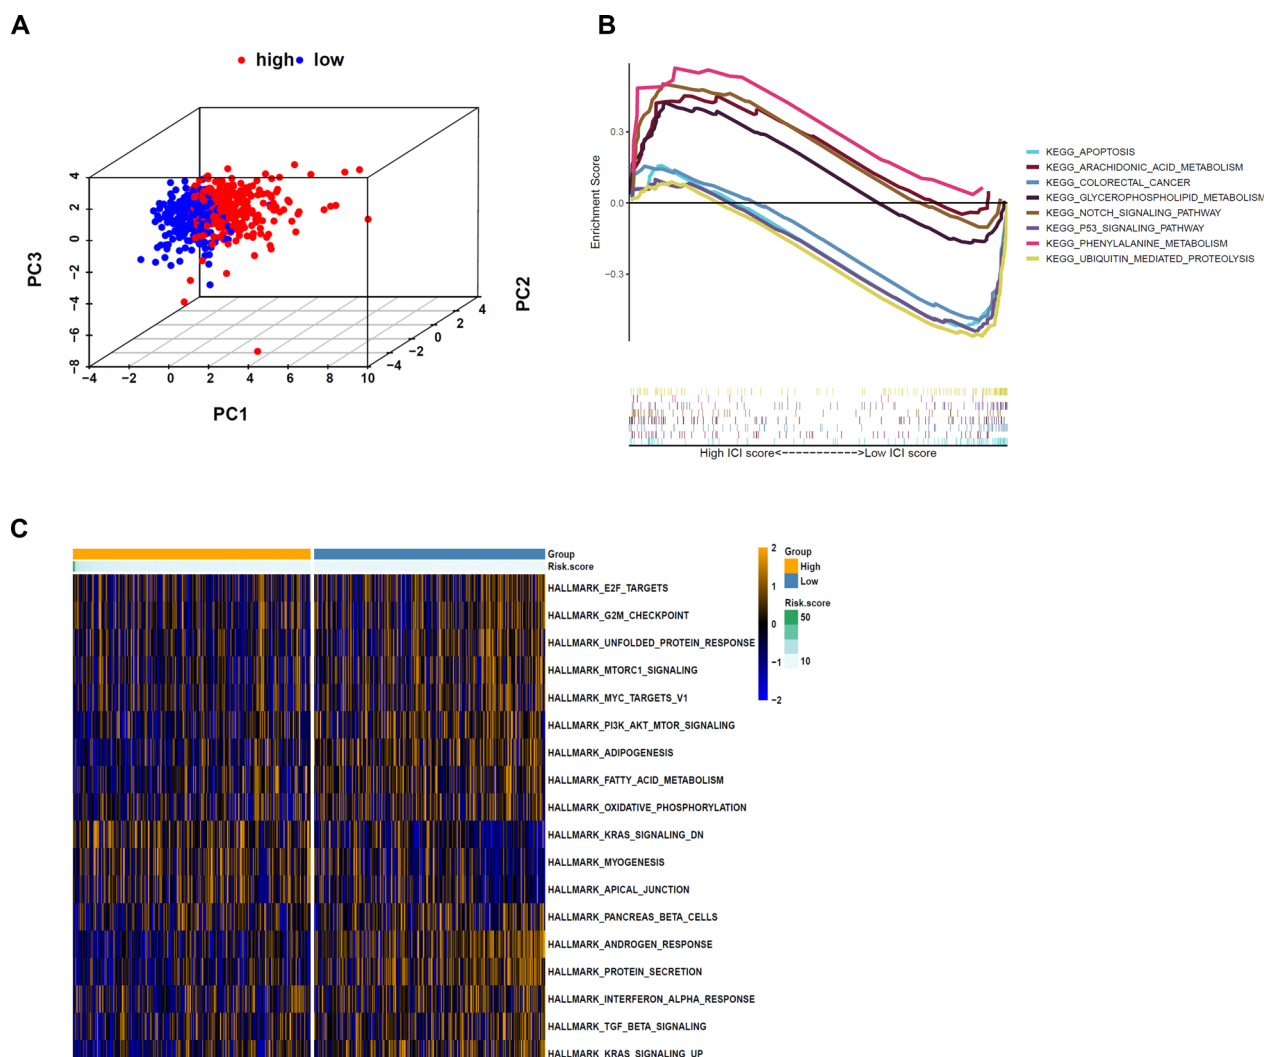 A
high low
PC3
4
2
0
−2
−4
−6
−8
−4 −2 0 2 4 6 8 10
PC1
−4
−2
0
2
4
PC2
B
Enrichment Score
0.3
0.0
−0.3
KEGG_APOPTOSIS
KEGG_ARACHIDONIC_ACID_METABOLISM
KEGG_COLORECTAL_CANCER
KEGG_GLYCEROPHOSPHOLIPID_METABOLISM
KEGG_NOTCH_SIGNALING_PATHWAY
KEGG_P53_SIGNALING_PATHWAY
KEGG_PHENYLALANINE_METABOLISM
KEGG_UBIQUITIN_MEDIATED_PROTEOLYSIS
High ICI score<------------>Low ICI score
C
Group
Risk.score
HALLMARK_E2F_TARGETS
HALLMARK_G2M_CHECKPOINT
HALLMARK_UNFOLDED_PROTEIN_RESPONSE
HALLMARK_MTORC1_SIGNALING
HALLMARK_MYC_TARGETS_V1
HALLMARK_PI3K_AKT_MTOR_SIGNALING
HALLMARK_ADIPOGENESIS
HALLMARK_FATTY_ACID_METABOLISM
HALLMARK_OXIDATIVE_PHOSPHORYLATION
HALLMARK_KRAS_SIGNALING_DN
HALLMARK_MYOGENESIS
HALLMARK_APICAL_JUNCTION
HALLMARK_PANCREAS_BETA_CELLS
HALLMARK_ANDROGEN_RESPONSE
HALLMARK_PROTEIN_SECRETION
HALLMARK_INTERFERON_ALPHA_RESPONSE
HALLMARK_TGF_BETA_SIGNALING
HALLMARK_KRAS_SIGNALING_UP
2
1
0
−1
−2
Group
High
Low
Risk.score
50
10